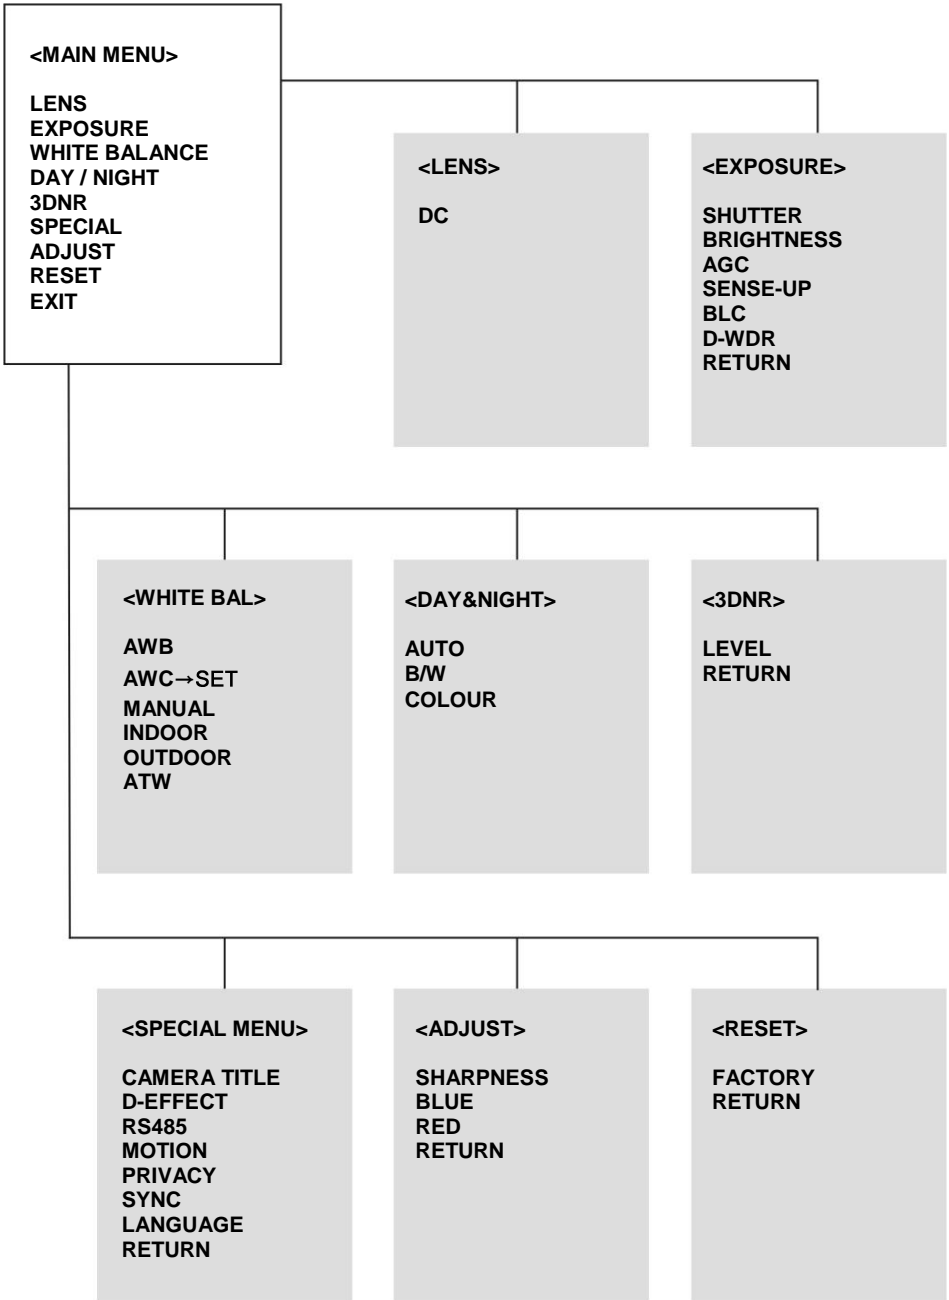 <MAIN MENU>
LENS
EXPOSURE
WHITE BALANCE
DAY / NIGHT
3DNR
SPECIAL
ADJUST
RESET
EXIT
<LENS>
DC
<EXPOSURE>
SHUTTER
BRIGHTNESS
AGC
SENSE-UP
BLC
D-WDR
RETURN
<WHITE BAL>
AWB
AWC→SET
MANUAL
INDOOR
OUTDOOR
ATW
<DAY&NIGHT>
AUTO
B/W
COLOUR
<3DNR>
LEVEL
RETURN
<SPECIAL MENU>
CAMERA TITLE
D-EFFECT
RS485
MOTION
PRIVACY
SYNC
LANGUAGE
RETURN
<ADJUST>
SHARPNESS
BLUE
RED
RETURN
<RESET>
FACTORY
RETURN